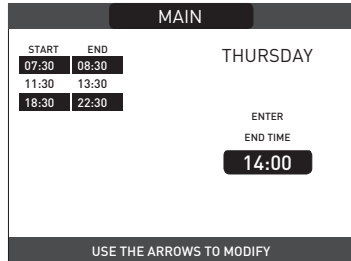 MAIN
START END
07:30 08:30
11:30 13:30
18:30 22:30
THURSDAY
ENTER
END TIME
14:00
USE THE ARROWS TO MODIFY